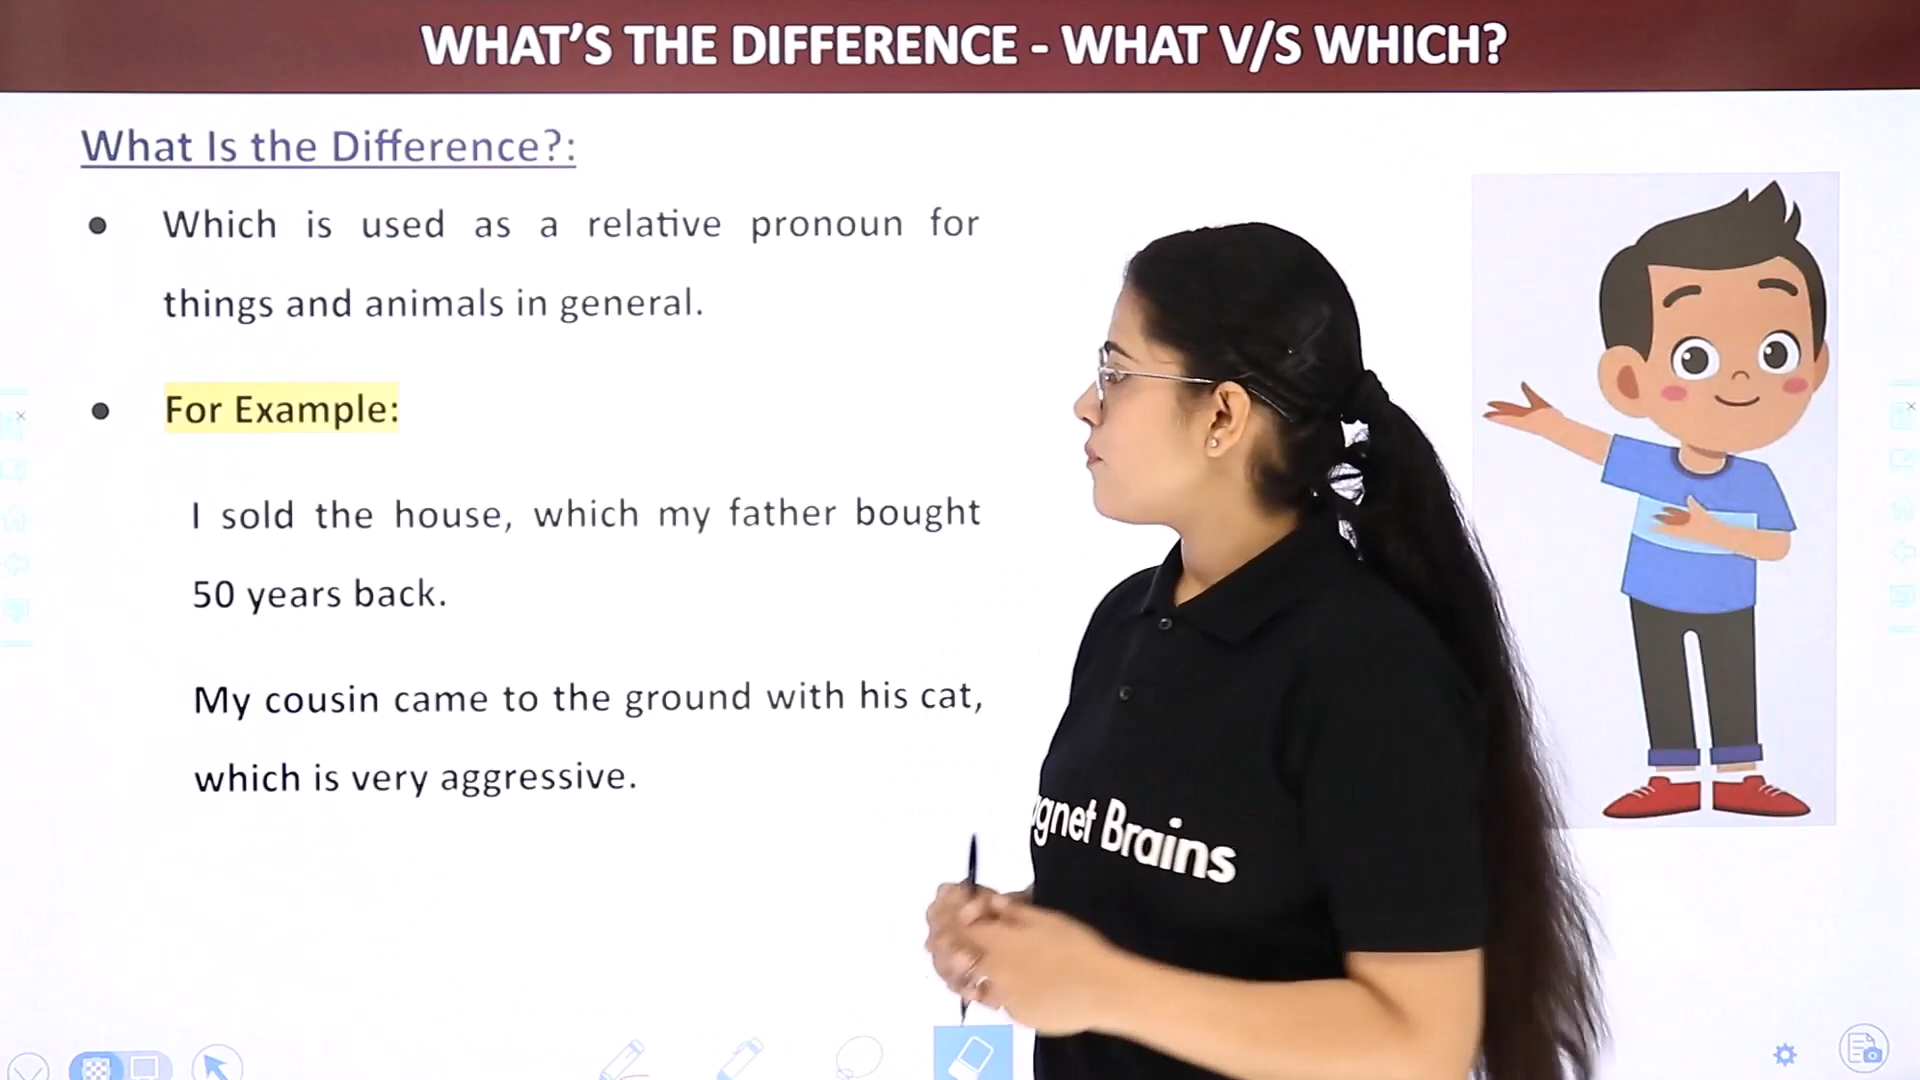 WHAT'S THE DIFFERENCE - WHAT V/S WHICH?
What Is the Difference?:
● Which is used as a relative pronoun for
things and animals in general.
● For Example:
I sold the house, which my father bought
50 years back.
My cousin came to the ground with his cat,
which is very aggressive.
gnet Brains